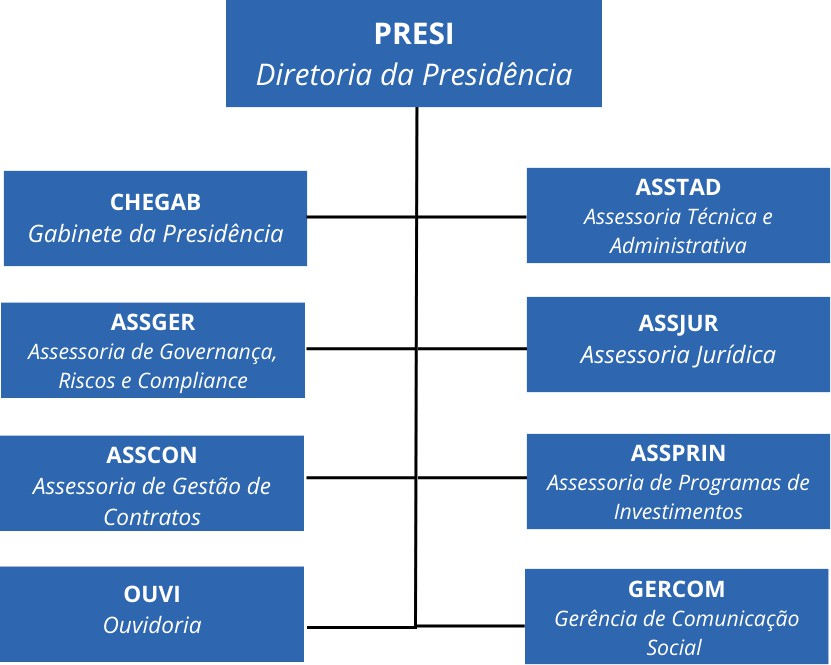 PRESI
Diretoria da Presidência
CHEGAB
Gabinete da Presidência
ASSTAD
Assessoria Técnica e
Administrativa
ASSGER
Assessoria de Governança,
Riscos e Compliance
ASSJUR
Assessoria Jurídica
ASSCON
Assessoria de Gestão de
Contratos
ASSPRIN
Assessoria de Programas de
Investimentos
OUVI
Ouvidoria
GERCOM
Gerência de Comunicação
Social